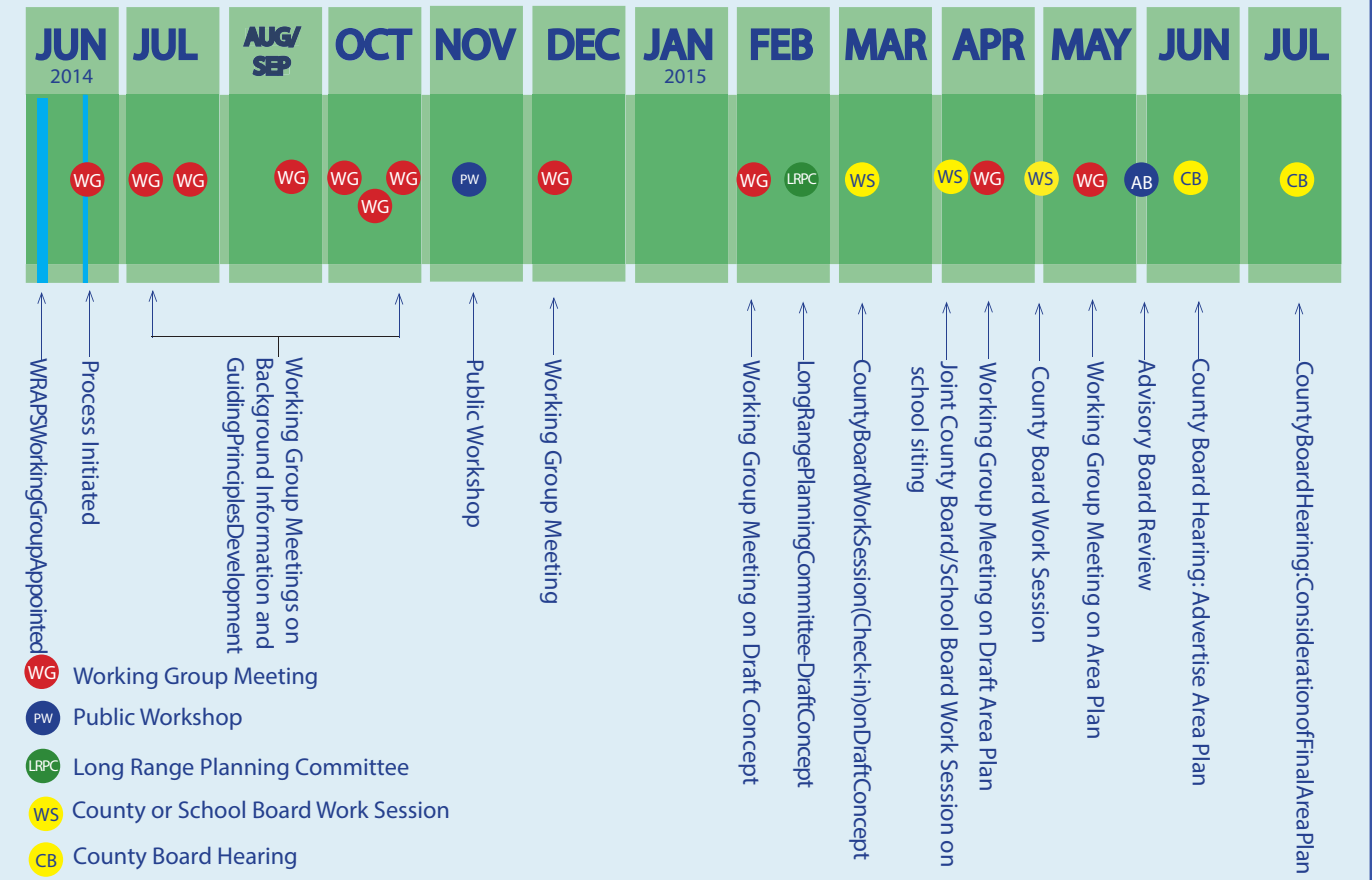 JUN
2014
JUL
AUG/
SEP
OCT
NOV
DEC
JAN
2015
FEB
MAR
APR
MAY
JUN
JUL
WG
WG
WG
WG
WG
WG
WG
PW
WG
WG
LRPC
WS
WS
WG
WS
WG
AB
CB
CB
WRAPSWorkingGroupAppointed
Process Initiated
Working Group Meetings on
Background Information and
GuidingPrinciplesDevelopment
Public Workshop
Working Group Meeting
Working Group Meeting on Draft Concept
LongRangePlanningCommittee-DraftConcept
CountyBoardWorkSession(Check-in)onDraftConcept
Joint County Board/School Board Work Session on
school siting
Working Group Meeting on Draft Area Plan
County Board Work Session
Working Group Meeting on Area Plan
Advisory Board Review
County Board Hearing: Advertise Area Plan
CountyBoardHearing:ConsiderationofFinalAreaPlan
WG Working Group Meeting
PW Public Workshop
LRPC Long Range Planning Committee
WS County or School Board Work Session
CB County Board Hearing